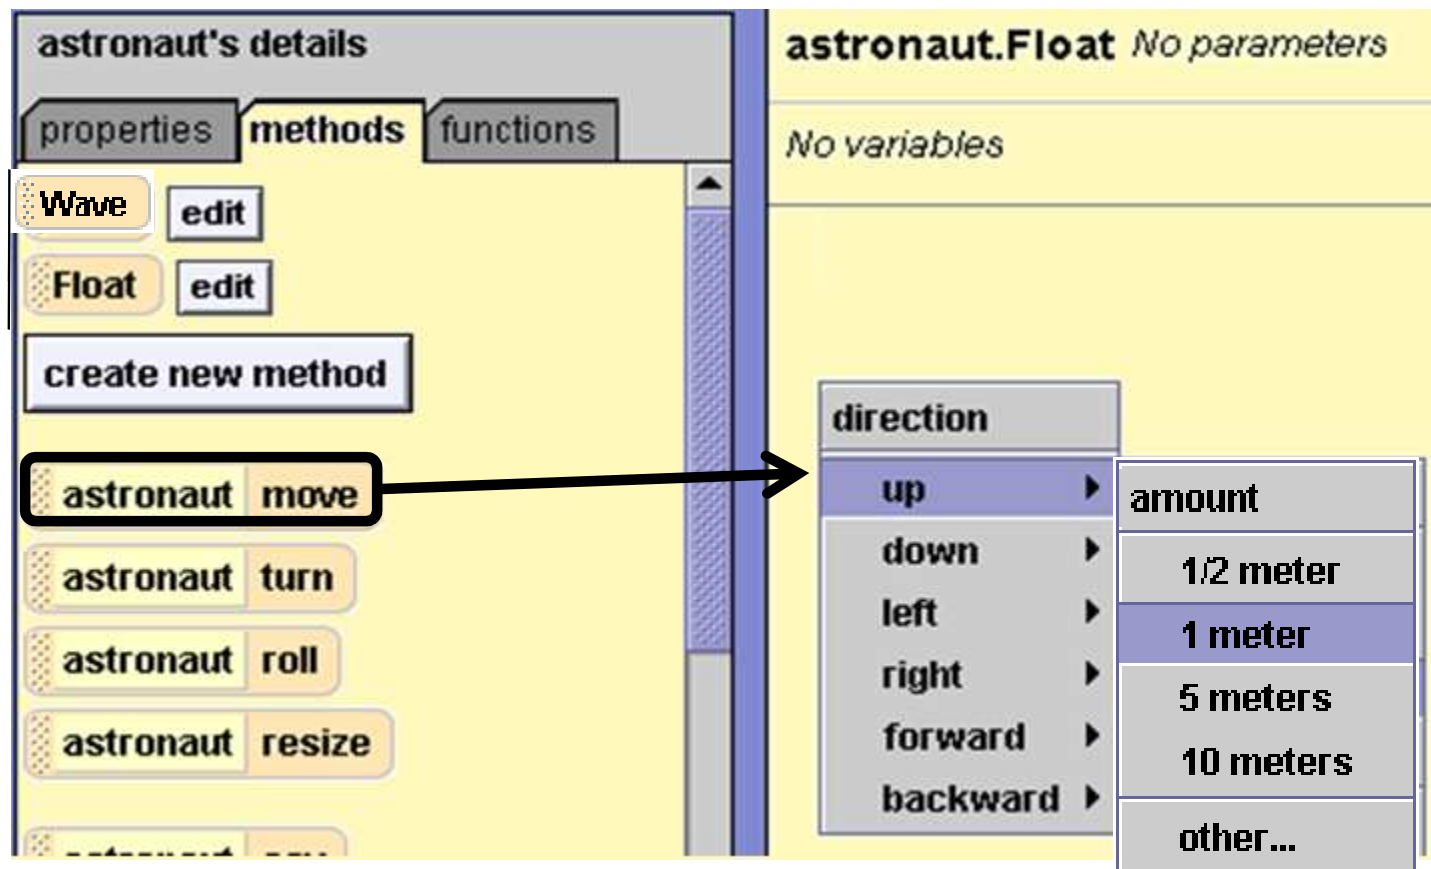 astronaut's details
properties methods functions
Wave edit
Float edit
create new method
astronaut move
astronaut turn
astronaut roll
astronaut resize
astronaut.Float No parameters
No variables
direction
up
down
left
right
forward
backward
amount
1/2 meter
1 meter
5 meters
10 meters
other...